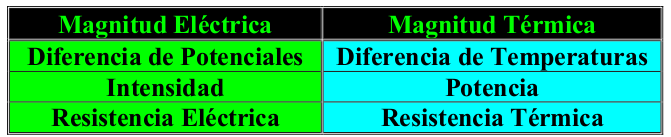 Magnitud Eléctrica Magnitud Térmica
Diferencia de Potenciales Diferencia de Temperaturas
Intensidad Potencia
Resistencia Eléctrica Resistencia Térmica